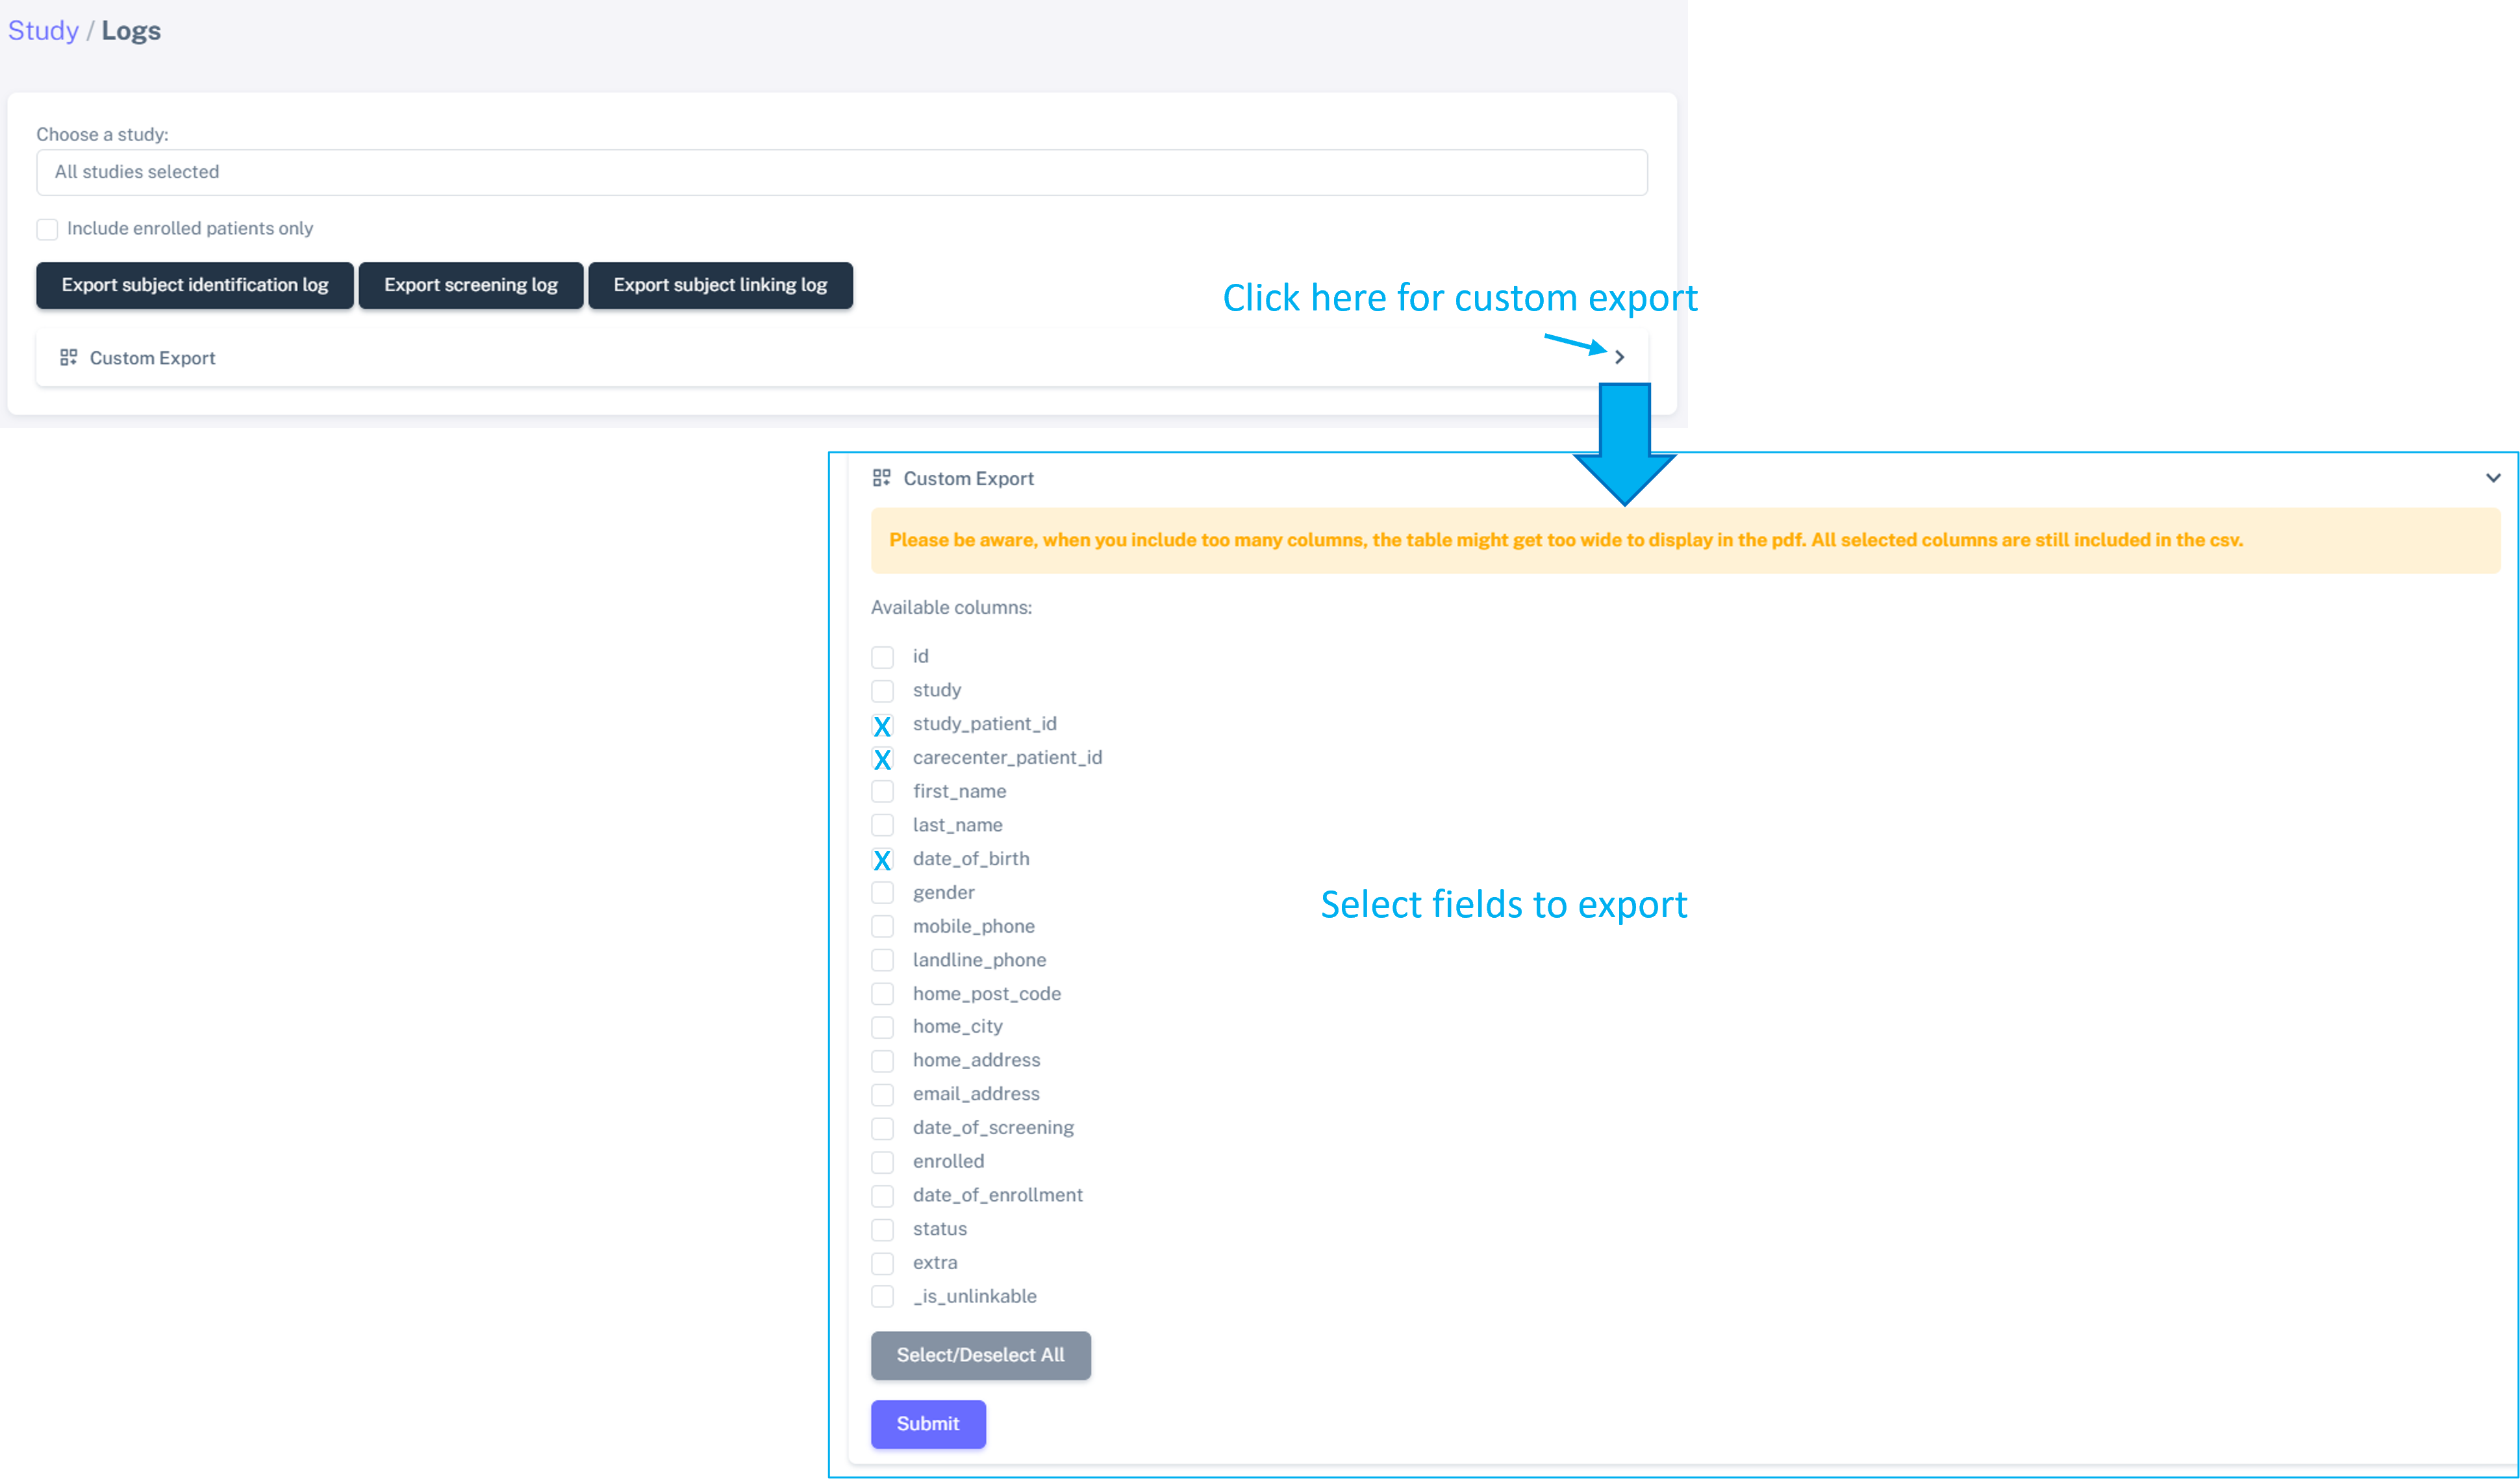 Study / Logs
Choose a study:
All studies selected
Include enrolled patients only
Export subject identification log
Export screening log
Export subject linking log
Click here for custom export
Custom Export
Custom Export
Please be aware, when you include too many columns, the table might get too wide to display in the pdf. All selected columns are still included in the csv.
Available columns:
id
study
X study_patient_id
X carecenter_patient_id
first_name
last_name
X date_of_birth
gender
Select fields to export
mobile_phone
landline_phone
home_post_code
home_city
home_address
email_address
date_of_screening
enrolled
date_of_enrollment
status
extra
_is_unlinkable
Select/Deselect All
Submit